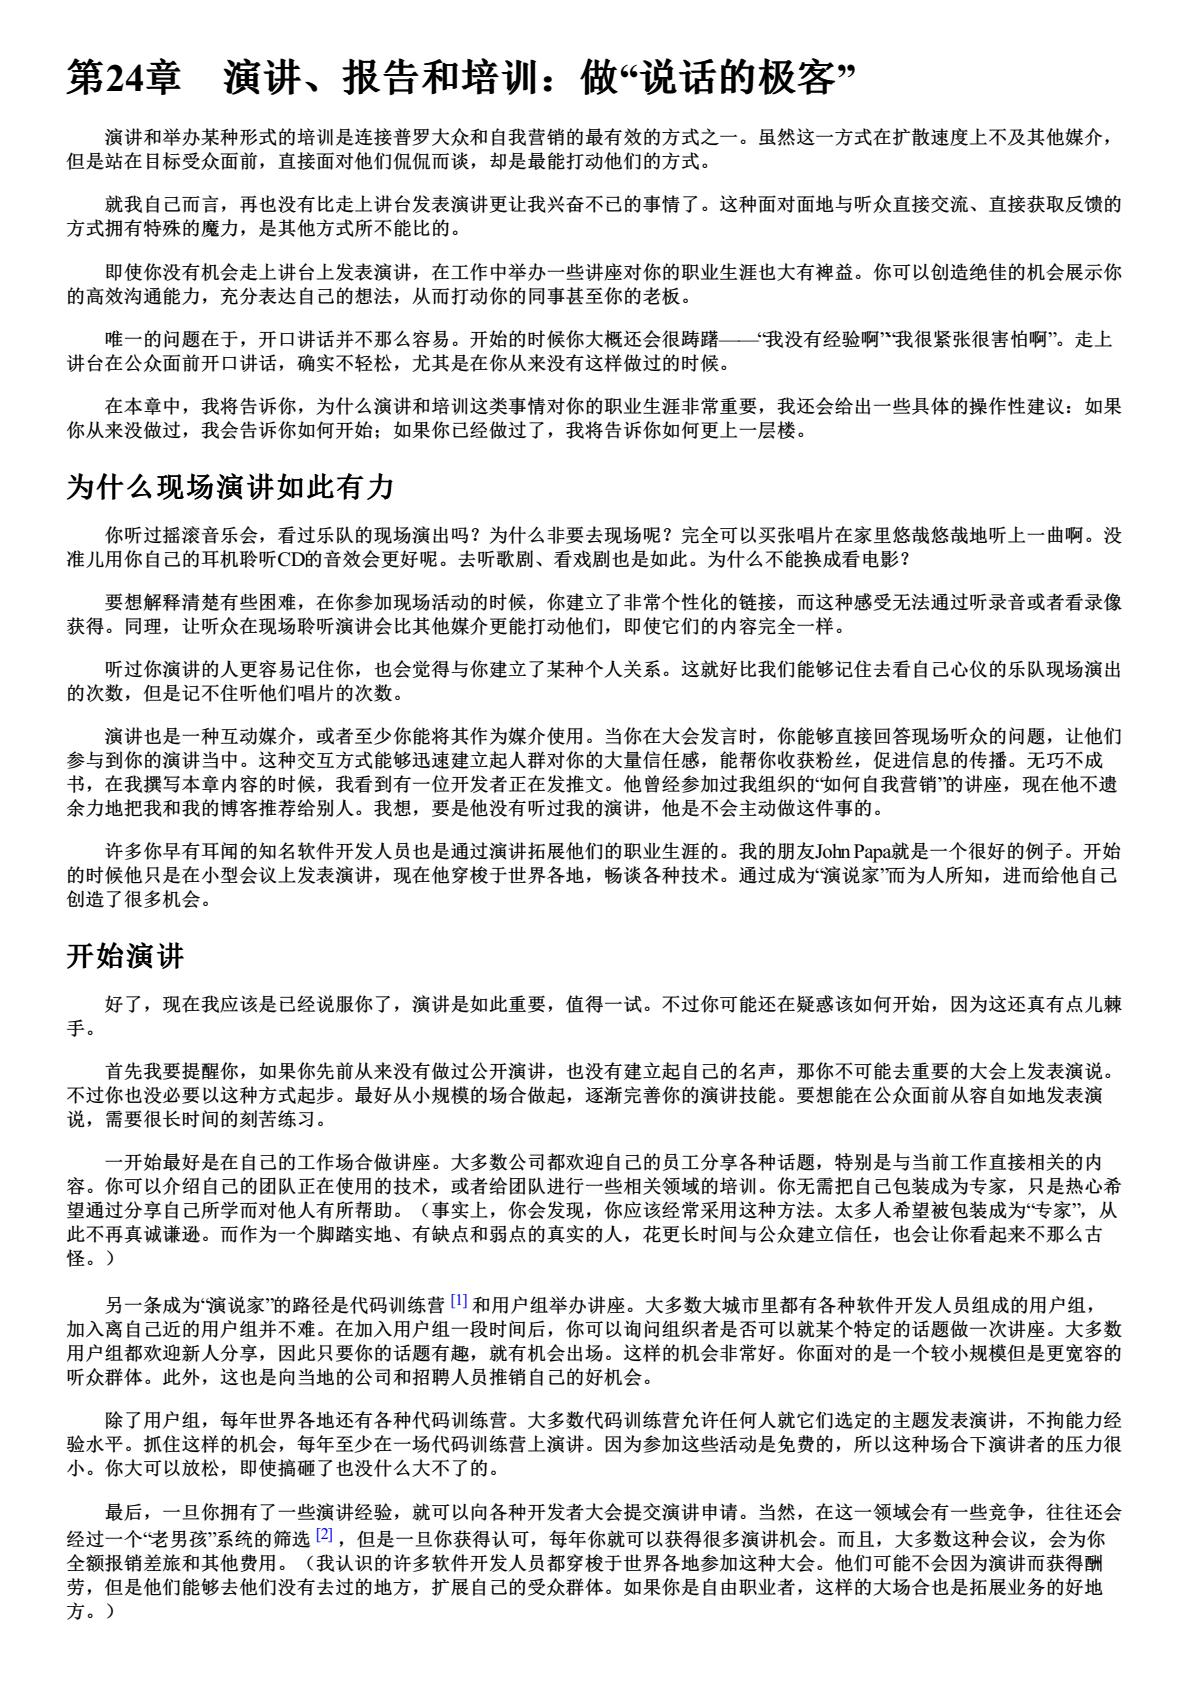 第24章　演讲、报告和培训：做“说话的极客”
演讲和举办某种形式的培训是连接普罗大众和自我营销的最有效的方式之一。虽然这一方式在扩散速度上不及其他媒介，
但是站在目标受众面前，直接面对他们侃侃而谈，却是最能打动他们的方式。
就我自己而言，再也没有比走上讲台发表演讲更让我兴奋不已的事情了。这种面对面地与听众直接交流、直接获取反馈的
方式拥有特殊的魔力，是其他方式所不能比的。
即使你没有机会走上讲台上发表演讲，在工作中举办一些讲座对你的职业生涯也大有裨益。你可以创造绝佳的机会展示你
的高效沟通能力，充分表达自己的想法，从而打动你的同事甚至你的老板。
唯一的问题在于，开口讲话并不那么容易。开始的时候你大概还会很踌躇——“我没有经验啊”“我很紧张很害怕啊”。走上
讲台在公众面前开口讲话，确实不轻松，尤其是在你从来没有这样做过的时候。
在本章中，我将告诉你，为什么演讲和培训这类事情对你的职业生涯非常重要，我还会给出一些具体的操作性建议：如果
你从来没做过，我会告诉你如何开始；如果你已经做过了，我将告诉你如何更上一层楼。
为什么现场演讲如此有力
你听过摇滚音乐会，看过乐队的现场演出吗？为什么非要去现场呢？完全可以买张唱片在家里悠哉悠哉地听上一曲啊。没
准儿用你自己的耳机聆听CD的音效会更好呢。去听歌剧、看戏剧也是如此。为什么不能换成看电影？
要想解释清楚有些困难，在你参加现场活动的时候，你建立了非常个性化的链接，而这种感受无法通过听录音或者看录像
获得。同理，让听众在现场聆听演讲会比其他媒介更能打动他们，即使它们的内容完全一样。
听过你演讲的人更容易记住你，也会觉得与你建立了某种个人关系。这就好比我们能够记住去看自己心仪的乐队现场演出
的次数，但是记不住听他们唱片的次数。
演讲也是一种互动媒介，或者至少你能将其作为媒介使用。当你在大会发言时，你能够直接回答现场听众的问题，让他们
参与到你的演讲当中。这种交互方式能够迅速建立起人群对你的大量信任感，能帮你收获粉丝，促进信息的传播。无巧不成
书，在我撰写本章内容的时候，我看到有一位开发者正在发推文。他曾经参加过我组织的“如何自我营销”的讲座，现在他不遗
余力地把我和我的博客推荐给别人。我想，要是他没有听过我的演讲，他是不会主动做这件事的。
许多你早有耳闻的知名软件开发人员也是通过演讲拓展他们的职业生涯的。我的朋友John Papa就是一个很好的例子。开始
的时候他只是在小型会议上发表演讲，现在他穿梭于世界各地，畅谈各种技术。通过成为“演说家”而为人所知，进而给他自己
创造了很多机会。
开始演讲
好了，现在我应该是已经说服你了，演讲是如此重要，值得一试。不过你可能还在疑惑该如何开始，因为这还真有点儿棘
手。
首先我要提醒你，如果你先前从来没有做过公开演讲，也没有建立起自己的名声，那你不可能去重要的大会上发表演说。
不过你也没必要以这种方式起步。最好从小规模的场合做起，逐渐完善你的演讲技能。要想能在公众面前从容自如地发表演
说，需要很长时间的刻苦练习。
一开始最好是在自己的工作场合做讲座。大多数公司都欢迎自己的员工分享各种话题，特别是与当前工作直接相关的内
容。你可以介绍自己的团队正在使用的技术，或者给团队进行一些相关领域的培训。你无需把自己包装成为专家，只是热心希
望通过分享自己所学而对他人有所帮助。（事实上，你会发现，你应该经常采用这种方法。太多人希望被包装成为“专家”，从
此不再真诚谦逊。而作为一个脚踏实地、有缺点和弱点的真实的人，花更长时间与公众建立信任，也会让你看起来不那么古
怪。）
另一条成为“演说家”的路径是代码训练营 [1] 和用户组举办讲座。大多数大城市里都有各种软件开发人员组成的用户组，
加入离自己近的用户组并不难。在加入用户组一段时间后，你可以询问组织者是否可以就某个特定的话题做一次讲座。大多数
用户组都欢迎新人分享，因此只要你的话题有趣，就有机会出场。这样的机会非常好。你面对的是一个较小规模但是更宽容的
听众群体。此外，这也是向当地的公司和招聘人员推销自己的好机会。
除了用户组，每年世界各地还有各种代码训练营。大多数代码训练营允许任何人就它们选定的主题发表演讲，不拘能力经
验水平。抓住这样的机会，每年至少在一场代码训练营上演讲。因为参加这些活动是免费的，所以这种场合下演讲者的压力很
小。你大可以放松，即使搞砸了也没什么大不了的。
最后，一旦你拥有了一些演讲经验，就可以向各种开发者大会提交演讲申请。当然，在这一领域会有一些竞争，往往还会
经过一个“老男孩”系统的筛选 [2] ，但是一旦你获得认可，每年你就可以获得很多演讲机会。而且，大多数这种会议，会为你
全额报销差旅和其他费用。（我认识的许多软件开发人员都穿梭于世界各地参加这种大会。他们可能不会因为演讲而获得酬
劳，但是他们能够去他们没有去过的地方，扩展自己的受众群体。如果你是自由职业者，这样的大场合也是拓展业务的好地
方。）